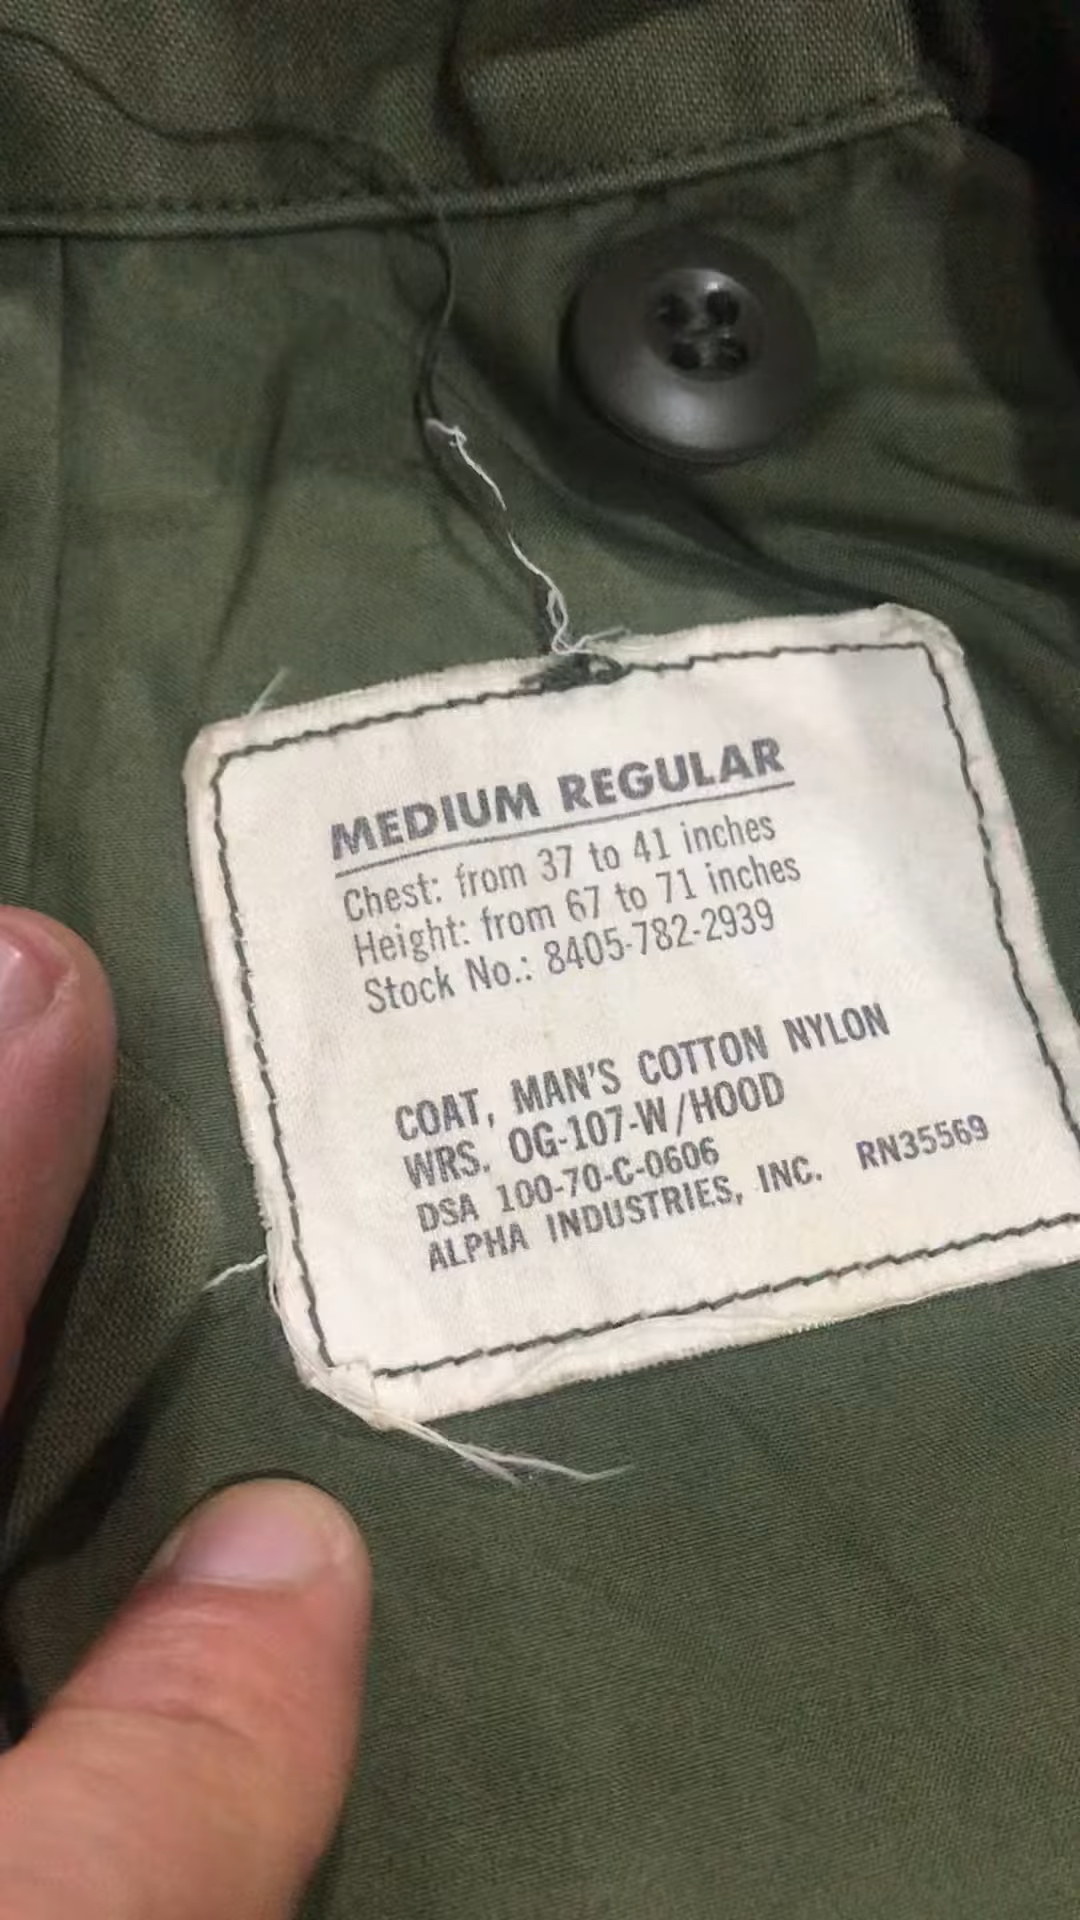 MEDIUM REGULAR
Chest: from 37 to 41 inches
Height: from 67 to 71 inches
Stock No.: 8405-782-2939
COAT, MAN'S COTTON NYLON
WRS. OG-107-W/HOOD
DSA 100-70-C-0606
ALPHA INDUSTRIES, INC. RN35569